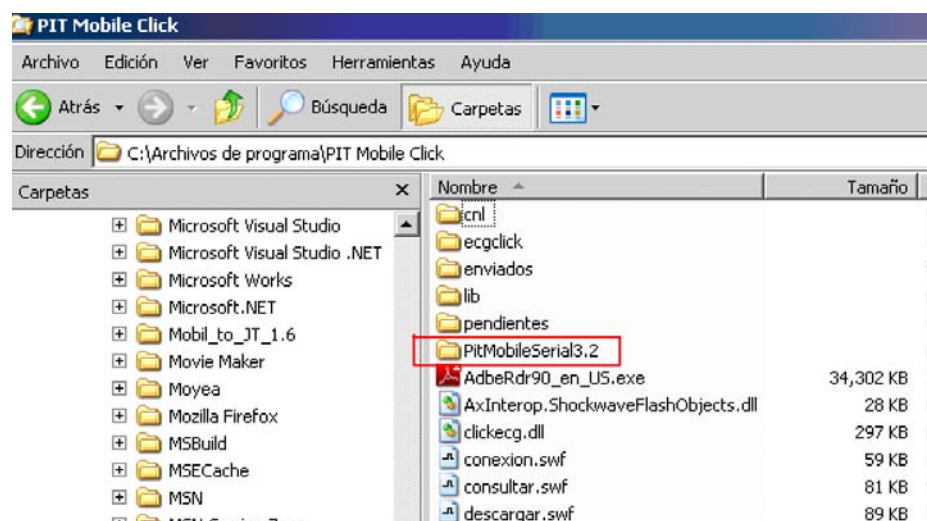 PIT Mobile Click
Archivo Edición Ver Favoritos Herramientas Ayuda
Atrás Búsqueda Carpetas
Dirección C:\Archivos de programa\PIT Mobile Click
Carpetas
Microsoft Visual Studio
Microsoft Visual Studio .NET
Microsoft Works
Microsoft.NET
Mobil_to_JT_1.6
Movie Maker
Moyea
Mozilla Firefox
MSBuild
MSECache
MSN
Nombre Tamaño
cnl
ecgclick
enviados
lib
pendientes
PitMobileSerial3.2
AdbeRdr90_en_US.exe 34,302 KB
AxInterop.ShockwaveFlashObjects.dll 28 KB
clickecg.dll 297 KB
conexion.swf 59 KB
consultar.swf 81 KB
descargar.swf 89 KB